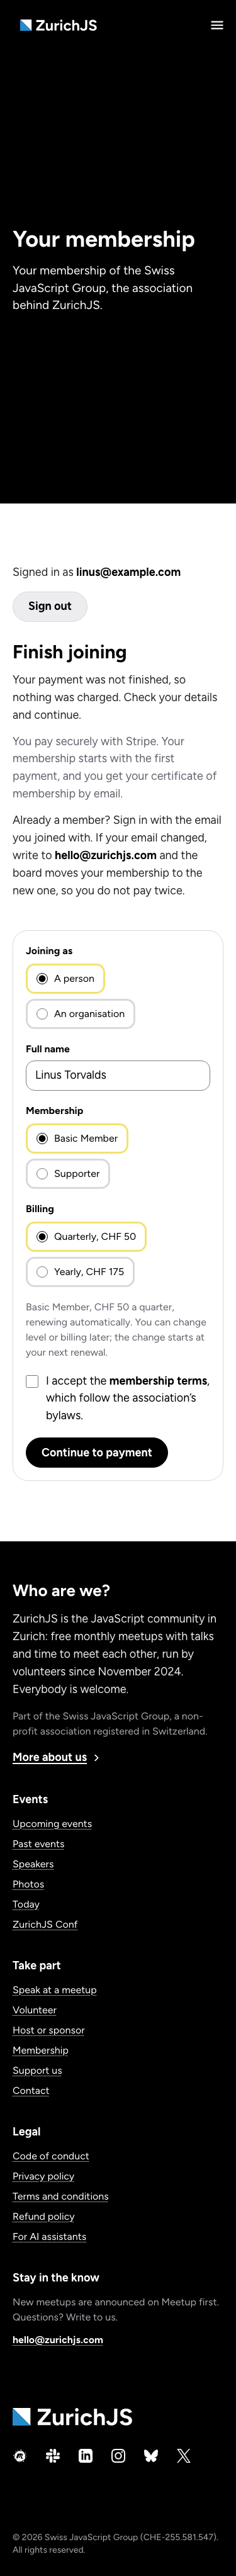 ZurichJS
Your membership
Your membership of the Swiss
JavaScript Group, the association
behind ZurichJS.
Signed in as linus@example.com
Sign out
Finish joining
Your payment was not finished, so
nothing was charged. Check your details
and continue.
You pay securely with Stripe. Your
membership starts with the first
payment, and you get your certificate of
membership by email.
Already a member? Sign in with the email
you joined with. If your email changed,
write to hello@zurichjs.com and the
board moves your membership to the
new one, so you do not pay twice.
Joining as
A person
An organisation
Full name
Linus Torvalds
Membership
Basic Member
Supporter
Billing
Quarterly, CHF 50
Yearly, CHF 175
Basic Member, CHF 50 a quarter,
renewing automatically. You can change
level or billing later; the change starts at
your next renewal.
I accept the membership terms,
which follow the association’s
bylaws.
Continue to payment
Who are we?
ZurichJS is the JavaScript community in
Zurich: free monthly meetups with talks
and time to meet each other, run by
volunteers since November 2024.
Everybody is welcome.
Part of the Swiss JavaScript Group, a non-
profit association registered in Switzerland.
More about us
Events
Upcoming events
Past events
Speakers
Photos
Today
ZurichJS Conf
Take part
Speak at a meetup
Volunteer
Host or sponsor
Membership
Support us
Contact
Legal
Code of conduct
Privacy policy
Terms and conditions
Refund policy
For AI assistants
Stay in the know
New meetups are announced on Meetup first.
Questions? Write to us.
hello@zurichjs.com
ZurichJS
© 2026 Swiss JavaScript Group (CHE-255.581.547).
All rights reserved.